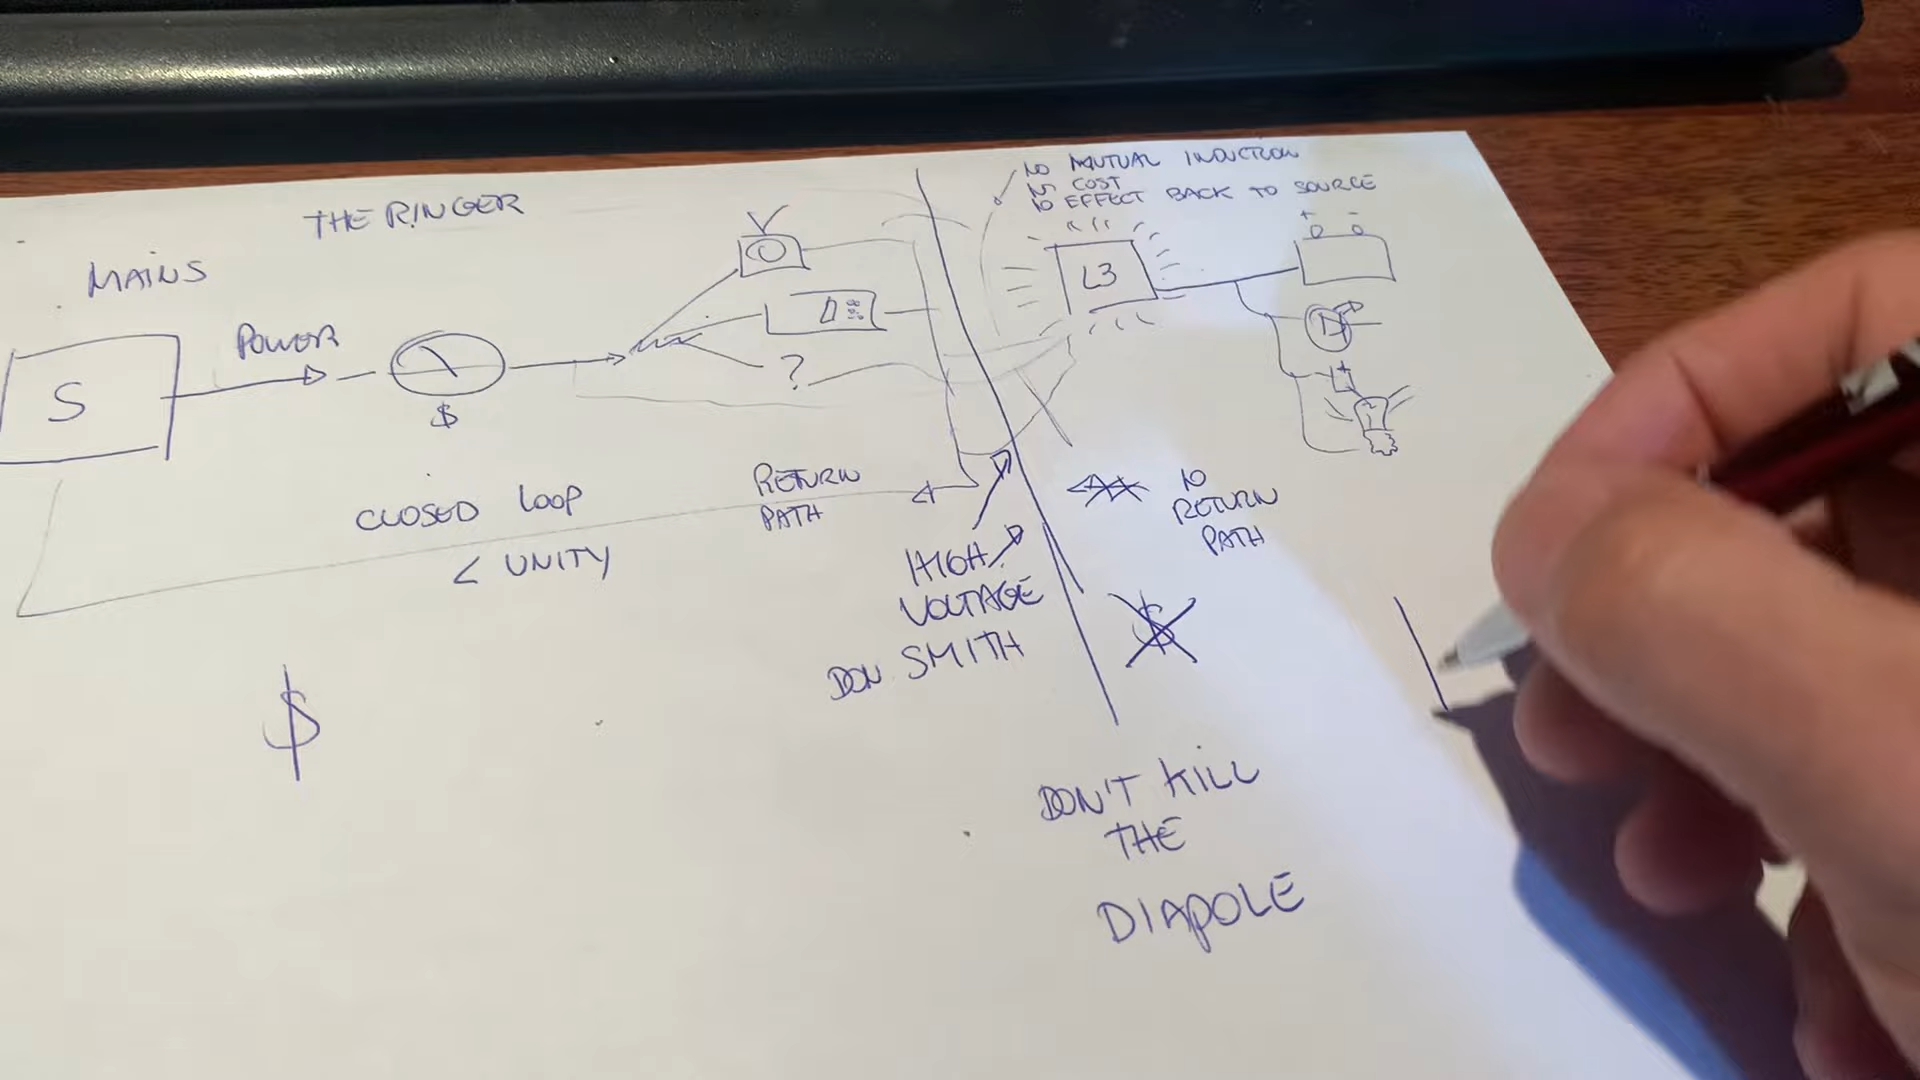 THE RINGER
MAINS
POWER
S
$
V
?
CLOSED LOOP
< UNITY
RETURN
PATH
$
NO MUTUAL INDUCTION
NO COST
NO EFFECT BACK TO SOURCE
L3
+ -
+
NO
RETURN
PATH
HIGH
VOLTAGE
DON SMITH
$
DON'T KILL
THE
DIAPOLE